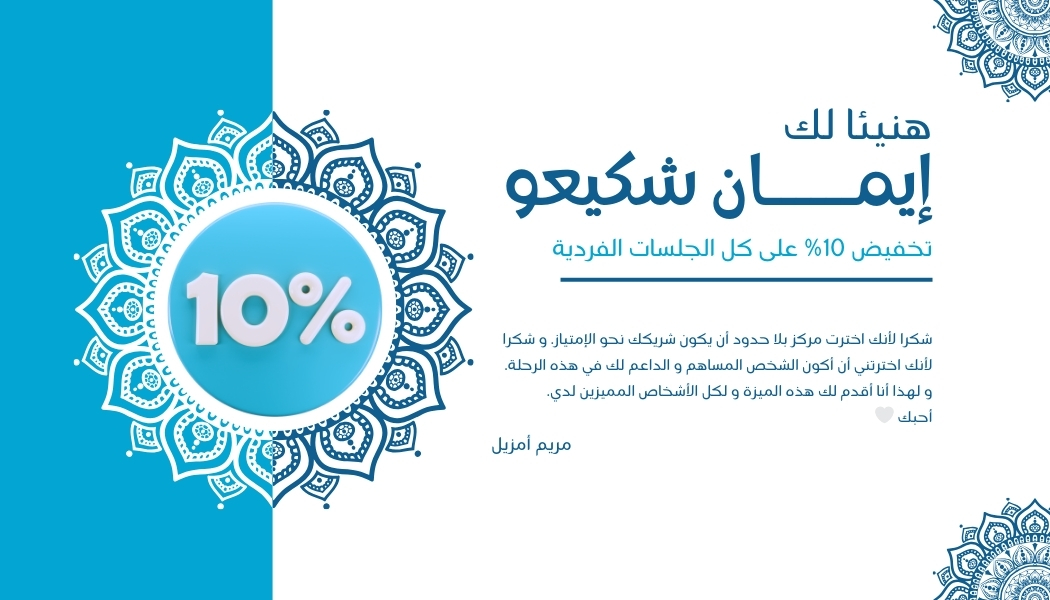 هنيئا لك
إيمـــــــان شكيعو
تخفيض 10% على كل الجلسات الفردية
10%
شكرا لأنك اخترت مركز بلا حدود أن يكون شريكك نحو الإمتياز. و شكرا
لأنك اخترتني أن أكون الشخص المساهم و الداعم لك في هذه الرحلة.
و لهذا أنا أقدم لك هذه الميزة و لكل الأشخاص المميزين لدي.
أحبك 🤍
مريم أمزيل